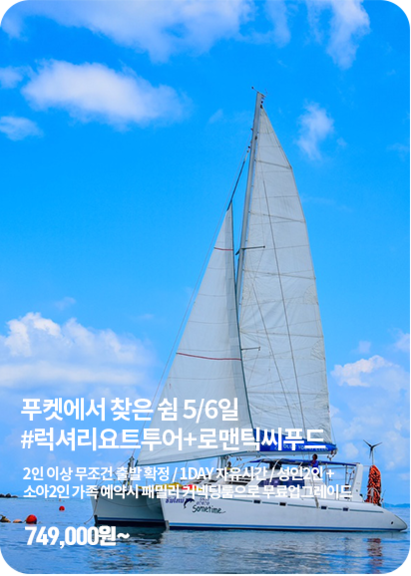 푸켓에서 찾은 쉼 5/6일
#럭셔리요트투어+로맨틱씨푸드
2인 이상 무조건 출발 확정 / 1DAY 자유시간 / 성인2인 +
소아2인 가족 예약시 패밀리 커넥팅룸으로 무료업그레이드
Sometime
749,000원~